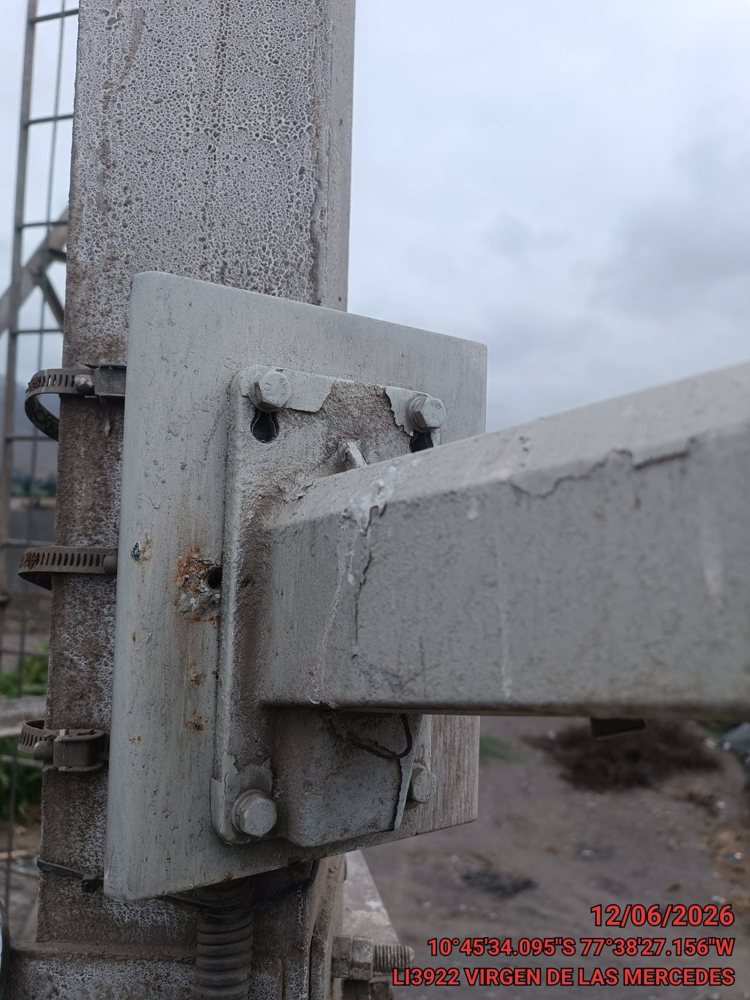 12/06/2026
10°45'34.095"S 77°38'27.156"W
LI3922 VIRGEN DE LAS MERCEDES